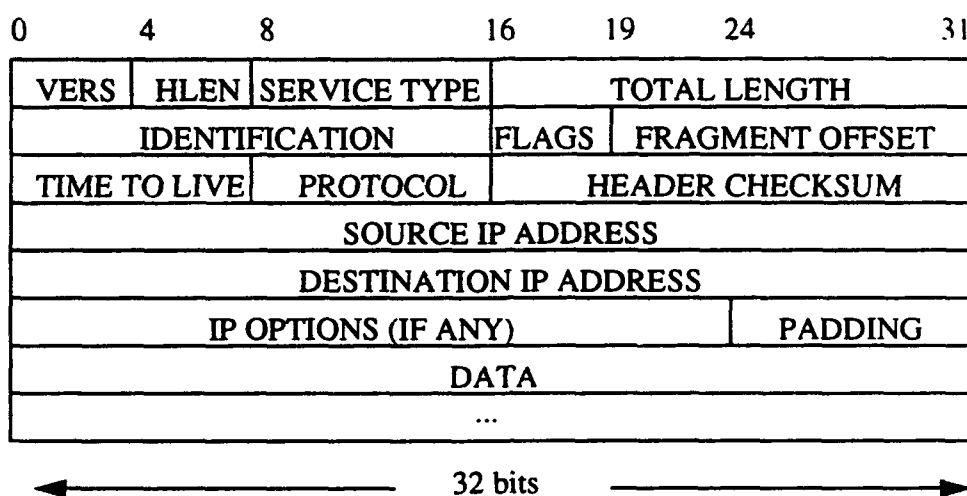 0 4 8 16 19 24 31
VERS HLEN SERVICE TYPE TOTAL LENGTH
IDENTIFICATION FLAGS FRAGMENT OFFSET
TIME TO LIVE PROTOCOL HEADER CHECKSUM
SOURCE IP ADDRESS
DESTINATION IP ADDRESS
IP OPTIONS (IF ANY) PADDING
DATA
...
32 bits